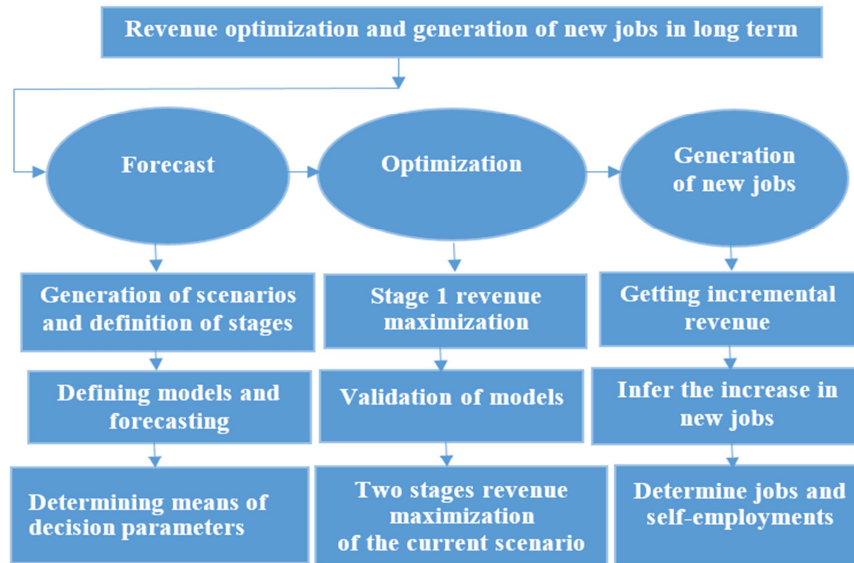 Revenue optimization and generation of new jobs in long term
Forecast
Optimization
Generation
of new jobs
Generation of scenarios
and definition of stages
Stage 1 revenue
maximization
Getting incremental
revenue
Defining models and
forecasting
Validation of models
Infer the increase in
new jobs
Determining means of
decision parameters
Two stages revenue
maximization
of the current scenario
Determine jobs and
self-employments